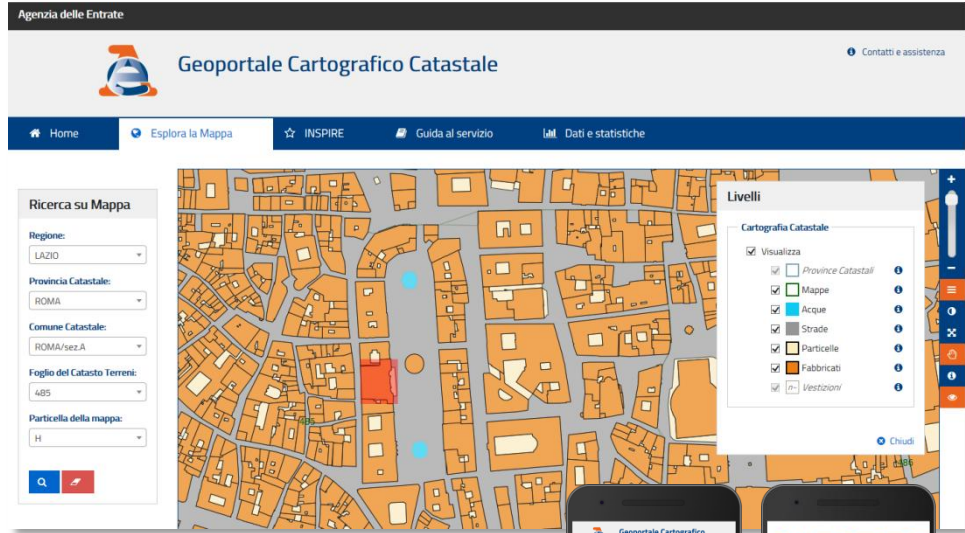 Agenzia delle Entrate
Geoportale Cartografico Catastale
Contatti e assistenza
Home
Esplora la Mappa
INSPIRE
Guida al servizio
Dati e statistiche
Ricerca su Mappa
Regione:
LAZIO
Provincia Catastale:
ROMA
Comune Catastale:
ROMA/sez.A
Foglio del Catasto Terreni:
485
Particella della mappa:
H
485
Livelli
Cartografia Catastale
Visualizza
Province Catastali
Mappe
Acque
Strade
Particelle
Fabbricati
n~ Vestizioni
Chiudi
Geoportale Cartografico